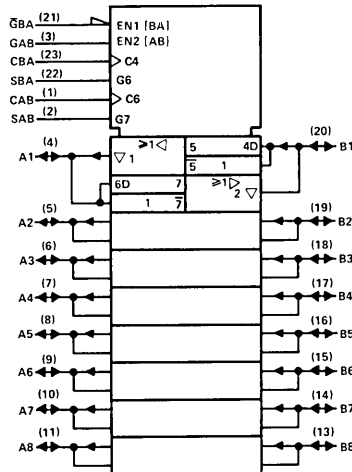 G̅BA (21) EN1 [BA]
GAB (3) EN2 [AB]
CBA (23) C4
SBA (22) G6
CAB (1) C6
SAB (2) G7
A1 (4) ▽ 1 ≥1 ◁ 5 4D (20) B1
5̅ 1
6D 7 ≥1 ▷
1 7̅ 2 ▽
A2 (5) (19) B2
A3 (6) (18) B3
A4 (7) (17) B4
A5 (8) (16) B5
A6 (9) (15) B6
A7 (10) (14) B7
A8 (11) (13) B8